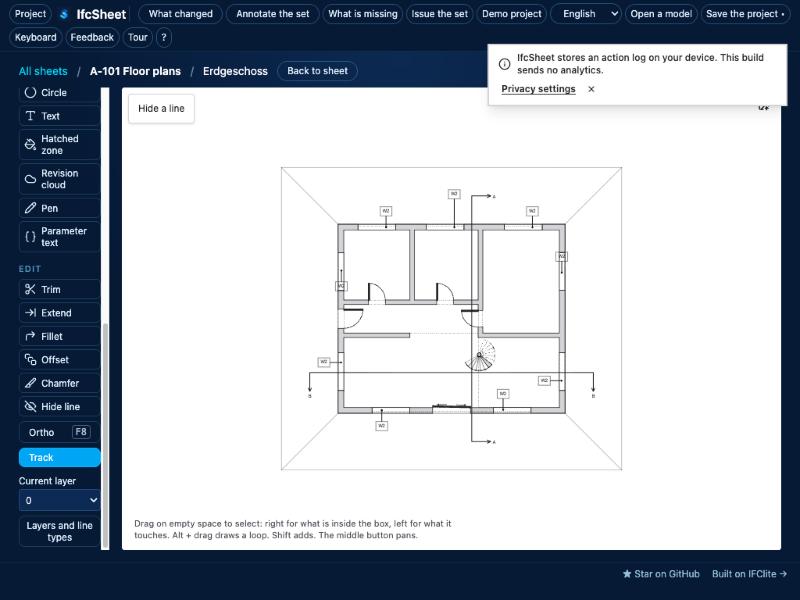 Project
IfcSheet
What changed
Annotate the set
What is missing
Issue the set
Demo project
English
Open a model
Save the project
Keyboard
Feedback
Tour
?
IfcSheet stores an action log on your device. This build
sends no analytics.
Privacy settings
×
All sheets / A-101 Floor plans / Erdgeschoss
Back to sheet
Circle
Text
Hatched
zone
Revision
cloud
Pen
Parameter
text
EDIT
Trim
Extend
Fillet
Offset
Chamfer
Hide line
Ortho F8
Track
Current layer
0
Layers and line
types
Hide a line
W2
A
W2
W2
W2
W2
W2
W2
B
W2
B
W2
A
Drag on empty space to select: right for what is inside the box, left for what it
touches. Alt + drag draws a loop. Shift adds. The middle button pans.
Star on GitHub
Built on IFClite →